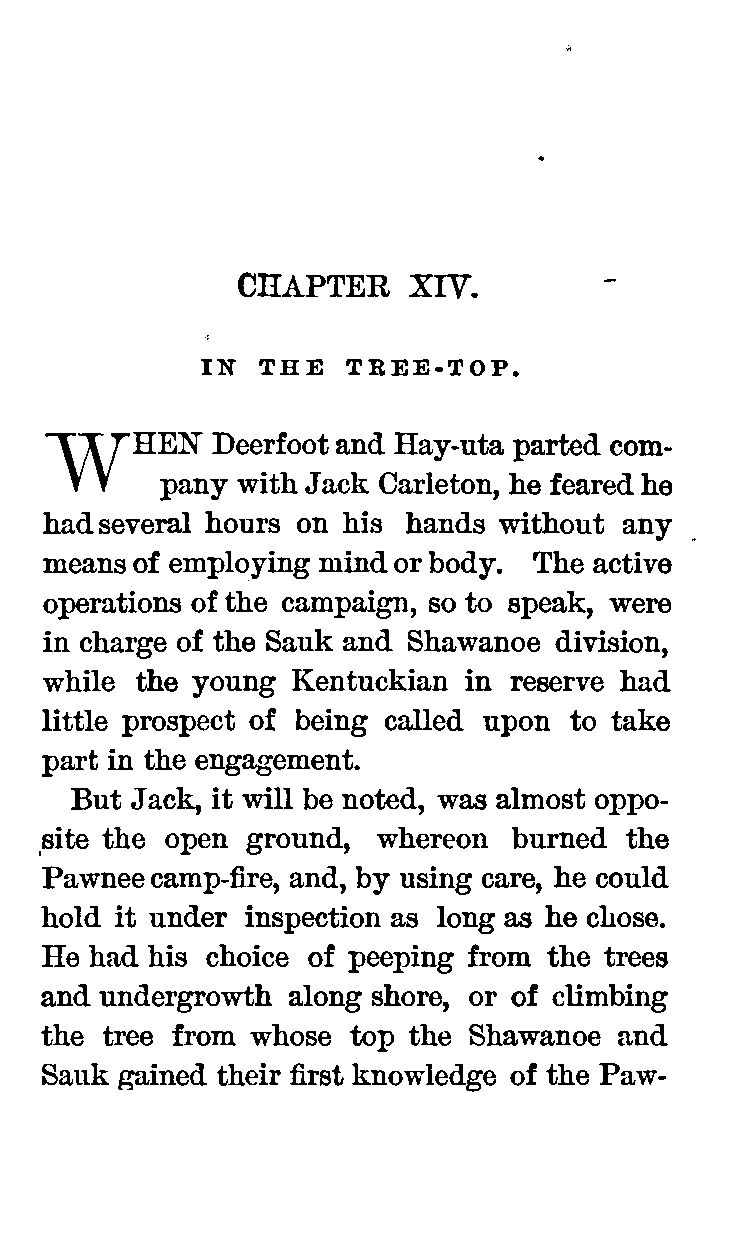 CHAPTER XIV.
IN THE TREE-TOP.
WHEN Deerfoot and Hay-uta parted com-
pany with Jack Carleton, he feared he
had several hours on his hands without any
means of employing mind or body. The active
operations of the campaign, so to speak, were
in charge of the Sauk and Shawanoe division,
while the young Kentuckian in reserve had
little prospect of being called upon to take
part in the engagement.
But Jack, it will be noted, was almost oppo-
site the open ground, whereon burned the
Pawnee camp-fire, and, by using care, he could
hold it under inspection as long as he chose.
He had his choice of peeping from the trees
and undergrowth along shore, or of climbing
the tree from whose top the Shawanoe and
Sauk gained their first knowledge of the Paw-